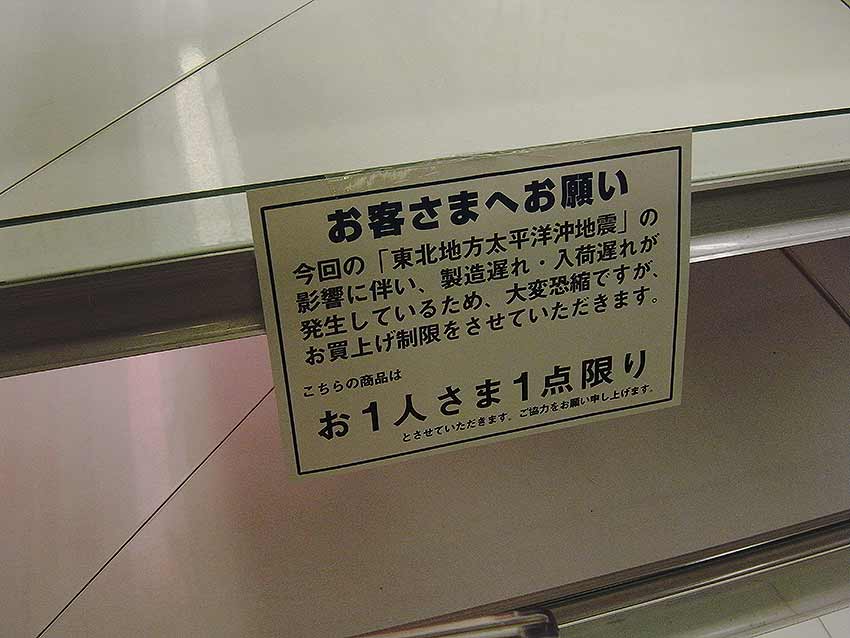 お客さまへお願い
今回の「東北地方太平洋沖地震」の
影響に伴い、製造遅れ・入荷遅れが
発生しているため、大変恐縮ですが、
お買上げ制限をさせていただきます。
こちらの商品は
お1人さま1点限り
とさせていただきます。ご協力をお願い申し上げます。